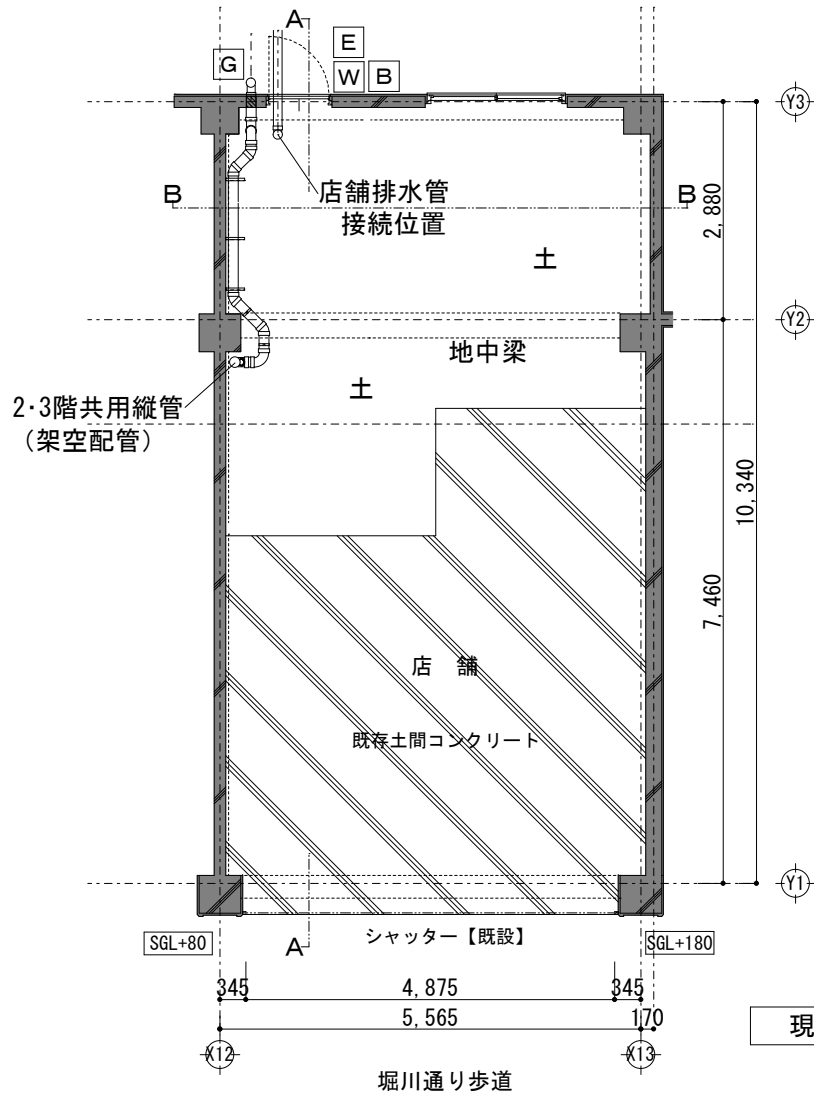 A
E
G
W
B
Y3
店舗排水管
接続位置
B
B
2,880
土
Y2
地中梁
2・3階共用縦管
（架空配管）
土
10,340
7,460
店　舗
既存土間コンクリート
Y1
SGL+80
A
シャッター【既設】
SGL+180
345
4,875
345
5,565
170
X12
X13
現
堀川通り歩道